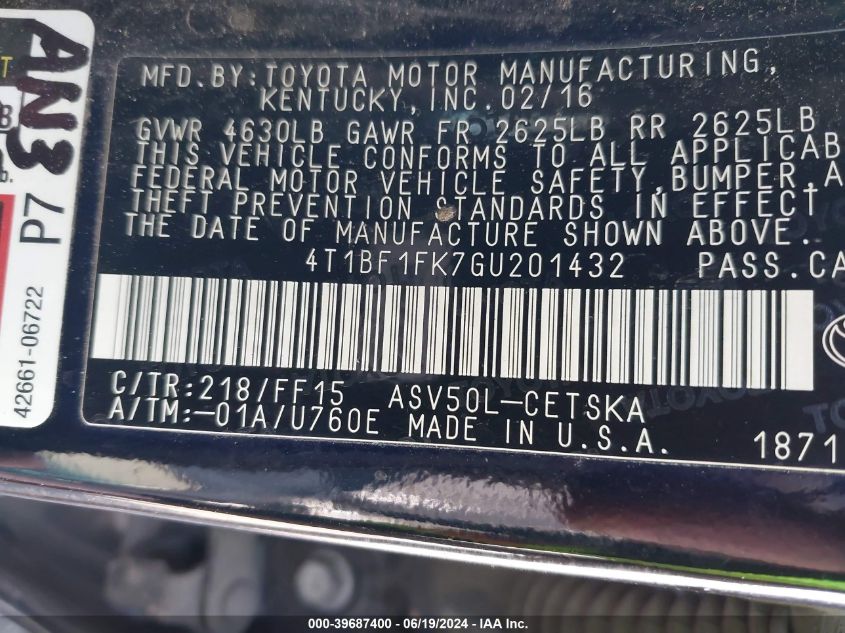 MFD. BY: TOYOTA MOTOR MANUFACTURING,
KENTUCKY, INC. 02/16
GVWR 4630LB GAWR FR 2625LB RR 2625LB
THIS VEHICLE CONFORMS TO ALL APPLICAB
FEDERAL MOTOR VEHICLE SAFETY, BUMPER, A
THEFT PREVENTION STANDARDS IN EFFECT
THE DATE OF MANUFACTURE SHOWN ABOVE.
4T1BF1FK7GU201432 PASS. CA
C/TR: 218/FF15 ASV50L-CETSKA
A/TM: -01A/U760E MADE IN U.S.A.
1871
AN3
P7
42661-06722
000-39687400 - 06/19/2024 - IAA Inc.